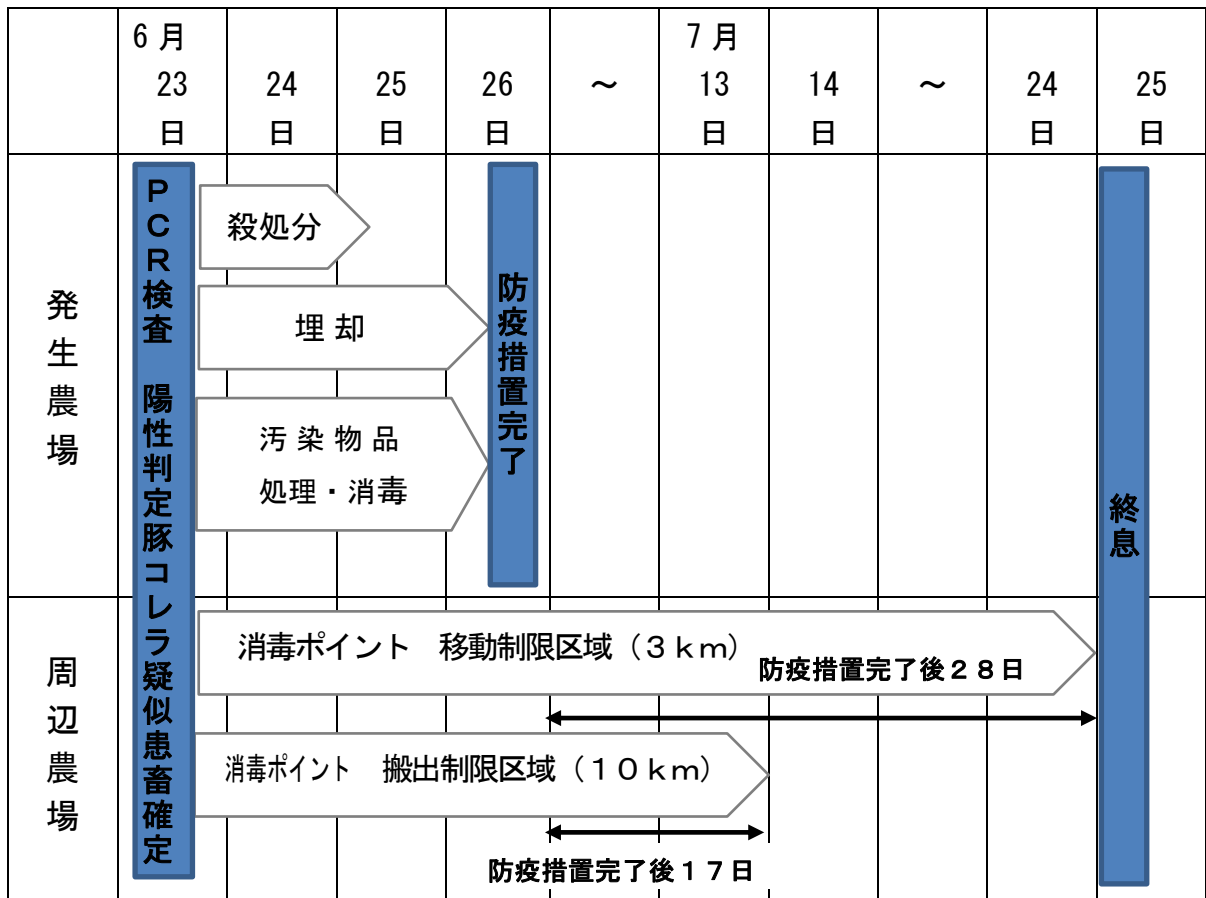 6月 7月
23 24 25 26 ～ 13 14 ～ 24 25
日 日 日 日 日 日 日 日
発生農場
PCR検査 陽性判定豚コレラ疑似患畜確定
殺処分
埋却
汚染物品
処理・消毒
防疫措置完了
終息
周辺農場
消毒ポイント 移動制限区域（3km）
防疫措置完了後28日
消毒ポイント 搬出制限区域（10km）
防疫措置完了後17日